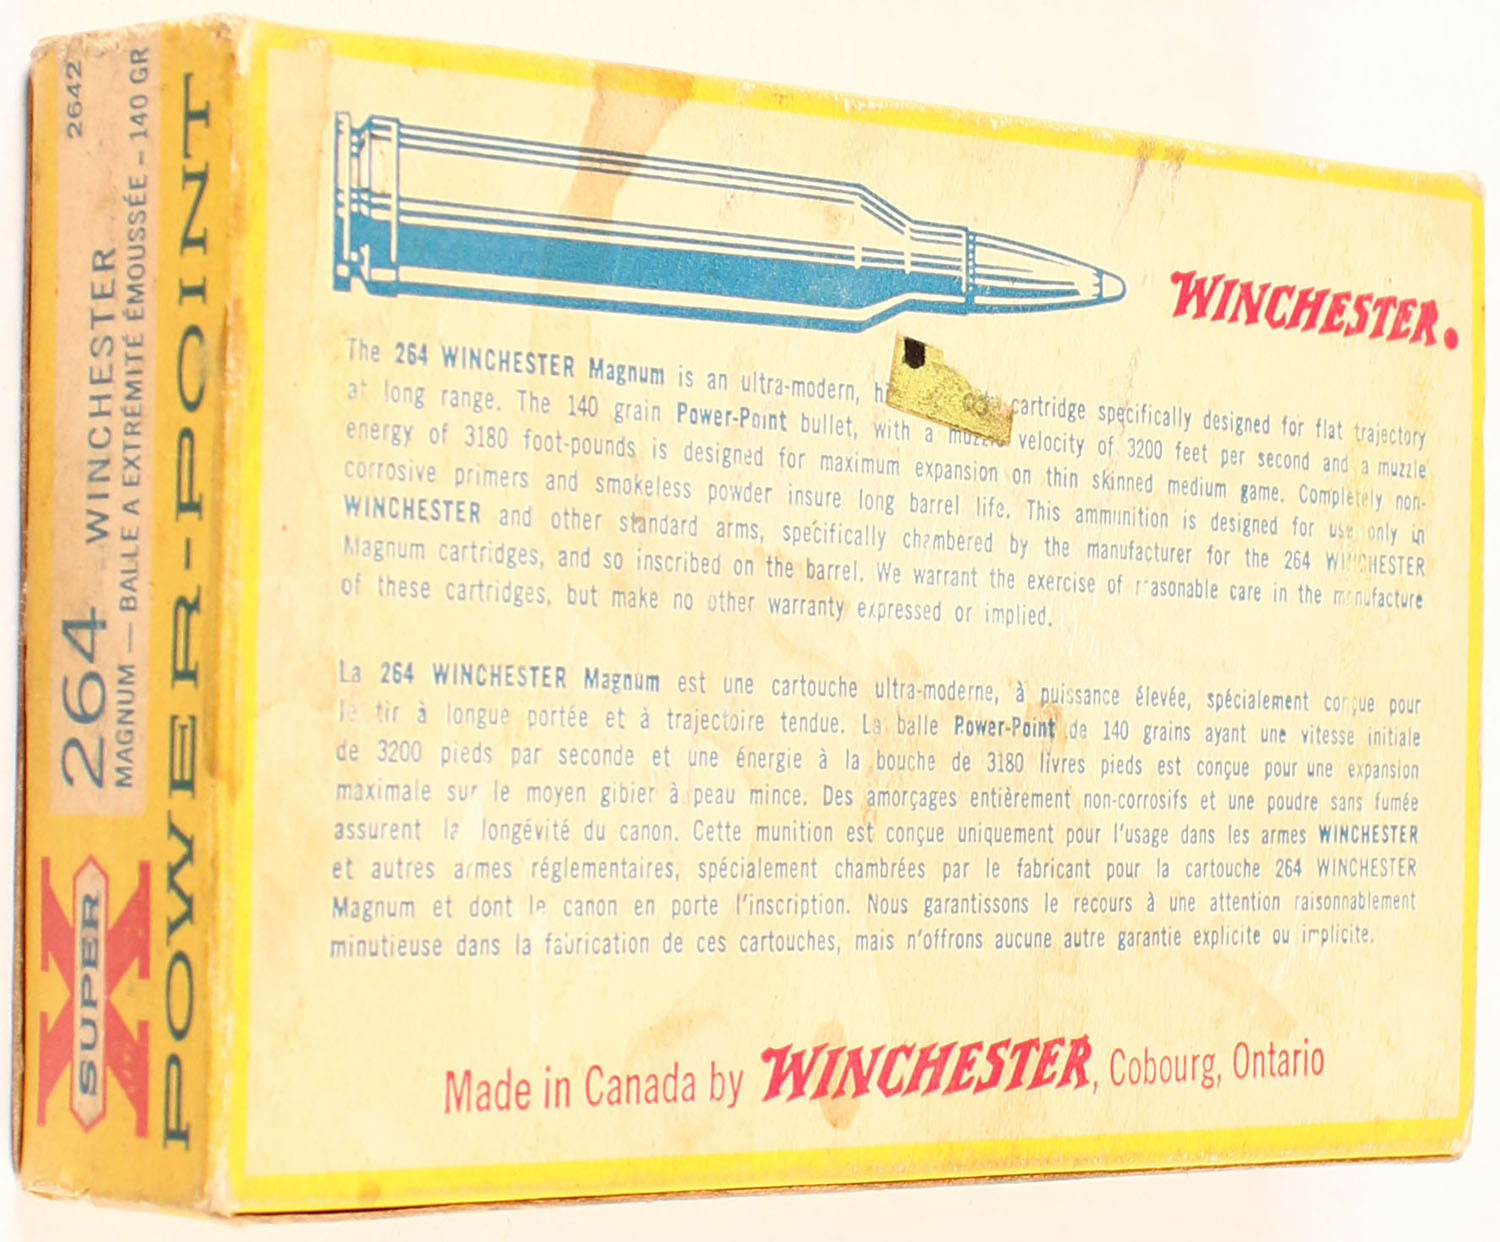 2642
264 WINCHESTER
MAGNUM — BALLE A EXTRÉMITÉ ÉMOUSSÉE - 140 GR
SUPER X
POWER-POINT
WINCHESTER.
The 264 WINCHESTER Magnum is an ultra-modern, cartridge specifically designed for flat trajectory
at long range. The 140 grain Power-Point bullet, with a muzzle velocity of 3200 feet per second and a muzzle
energy of 3180 foot-pounds is designed for maximum expansion on thin skinned medium game. Completely non-
corrosive primers and smokeless powder insure long barrel life. This ammunition is designed for use only in
WINCHESTER and other standard arms, specifically chambered by the manufacturer for the 264 WINCHESTER
Magnum cartridges, and so inscribed on the barrel. We warrant the exercise of reasonable care in the manufacture
of these cartridges, but make no other warranty expressed or implied.
La 264 WINCHESTER Magnum est une cartouche ultra-moderne, à puissance élevée, spécialement conçue pour
le tir à longue portée et à trajectoire tendue. La balle Power-Point de 140 grains ayant une vitesse initiale
de 3200 pieds par seconde et une énergie à la bouche de 3180 livres pieds est conçue pour une expansion
maximale sur le moyen gibier à peau mince. Des amorçages entièrement non-corrosifs et une poudre sans fumée
assurent la longévité du canon. Cette munition est conçue uniquement pour l'usage dans les armes WINCHESTER
et autres armes réglementaires, spécialement chambrées par le fabricant pour la cartouche 264 WINCHESTER
Magnum et dont le canon en porte l'inscription. Nous garantissons le recours à une attention raisonnablement
minutieuse dans la fabrication de ces cartouches, mais n'offrons aucune autre garantie explicite ou implicite.
Made in Canada by WINCHESTER, Cobourg, Ontario